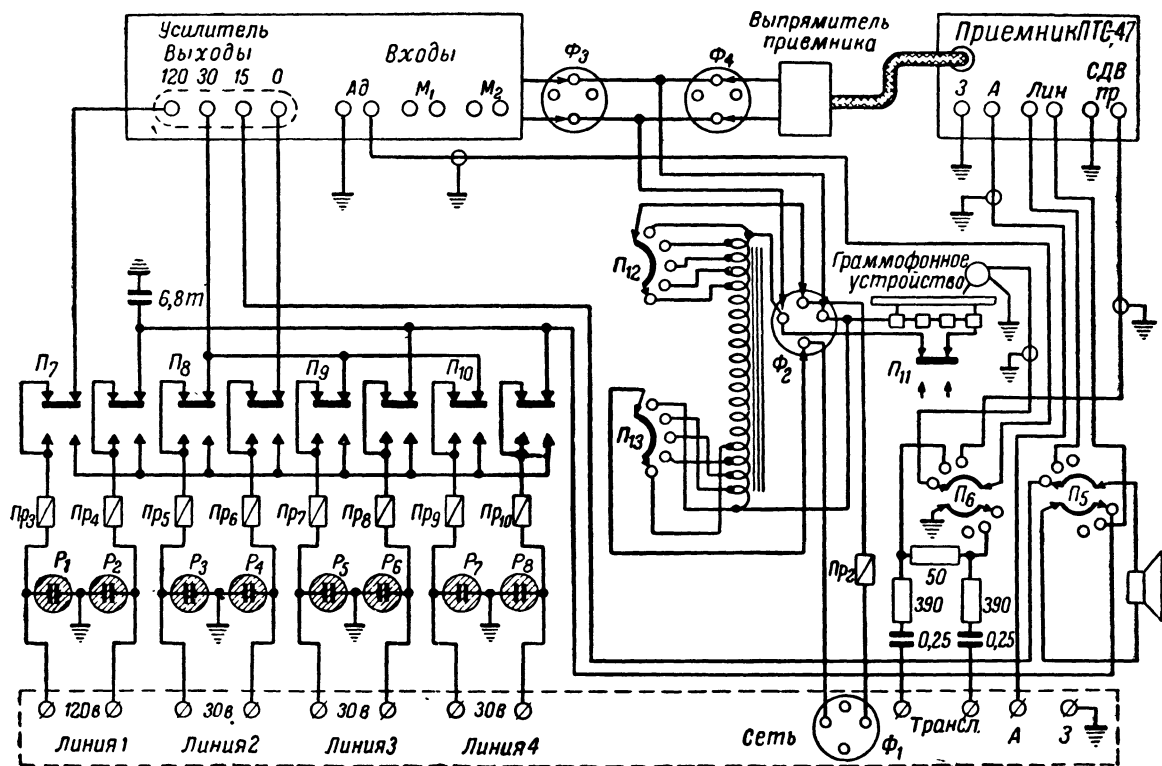 Усилитель
Выходы
120 30 15 0
Входы
Ад М1 М2
Ф3
Ф4
Выпрямитель
приемника
Приемник ПТС-47
З А Лин СДВ
пр
6,8т
П12
П13
Ф2
Граммофонное
устройство
П11
П7 П8 П9 П10
Пр3 Пр4 Пр5 Пр6 Пр7 Пр8 Пр9 Пр10
Р1 Р2 Р3 Р4 Р5 Р6 Р7 Р8
Пр2
П6
П5
50
390 390
0,25 0,25
120в 30в 30в 30в
Линия 1 Линия 2 Линия 3 Линия 4
Сеть Ф1 Трансл. А З